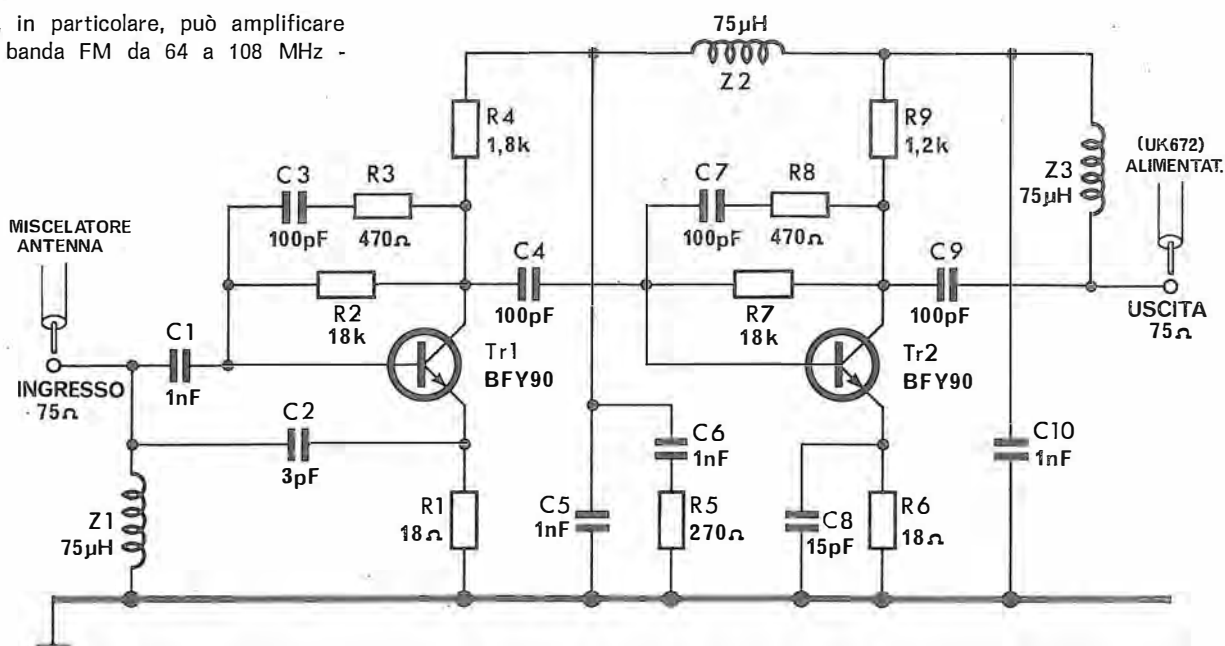 in particolare, può amplificare
banda FM da 64 a 108 MHz -
75µH
Z2
R4
1,8k
R9
1,2k
Z3
75µH
(UK672)
ALIMENTAT.
C3
100pF
R3
470Ω
C7
100pF
R8
470Ω
MISCELATORE
ANTENNA
C4
100pF
C9
100pF
R2
18k
R7
18k
USCITA
75Ω
C1
1nF
Tr1
BFY90
Tr2
BFY90
INGRESSO
75Ω
C2
3pF
C6
1nF
C10
1nF
Z1
75µH
R1
18Ω
C5
1nF
R5
270Ω
C8
15pF
R6
18Ω